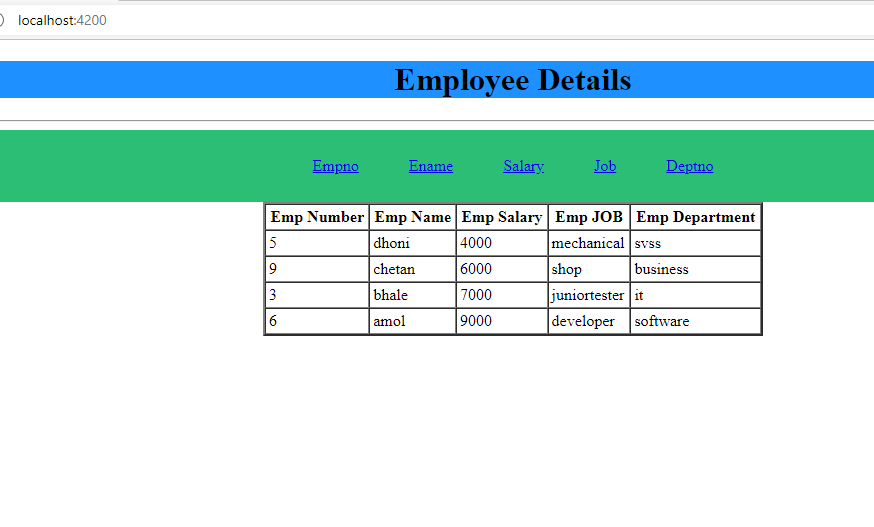 localhost:4200
Employee Details
Empno Ename Salary Job Deptno
Emp Number Emp Name Emp Salary Emp JOB Emp Department
5 dhoni 4000 mechanical svss
9 chetan 6000 shop business
3 bhale 7000 juniortester it
6 amol 9000 developer software